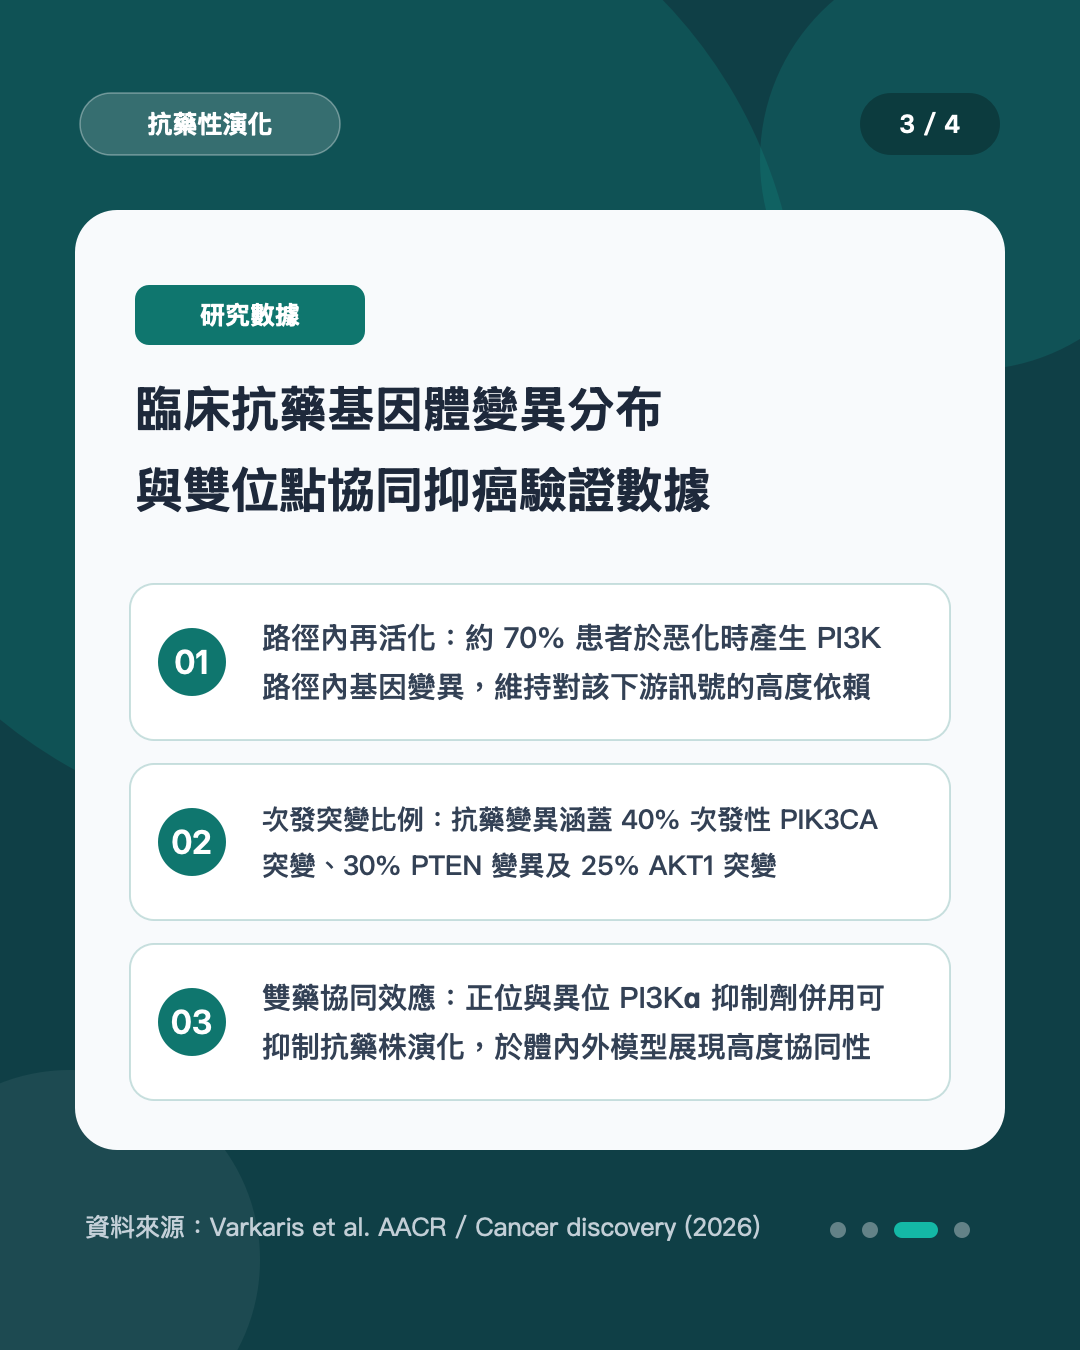 抗藥性演化
3 / 4
研究數據
臨床抗藥基因體變異分布
與雙位點協同抑癌驗證數據
01
路徑內再活化：約 70% 患者於惡化時產生 PI3K
路徑內基因變異，維持對該下游訊號的高度依賴
02
次發突變比例：抗藥變異涵蓋 40% 次發性 PIK3CA
突變、30% PTEN 變異及 25% AKT1 突變
03
雙藥協同效應：正位與異位 PI3Kα 抑制劑併用可
抑制抗藥株演化，於體內外模型展現高度協同性
資料來源：Varkaris et al. AACR / Cancer discovery (2026)